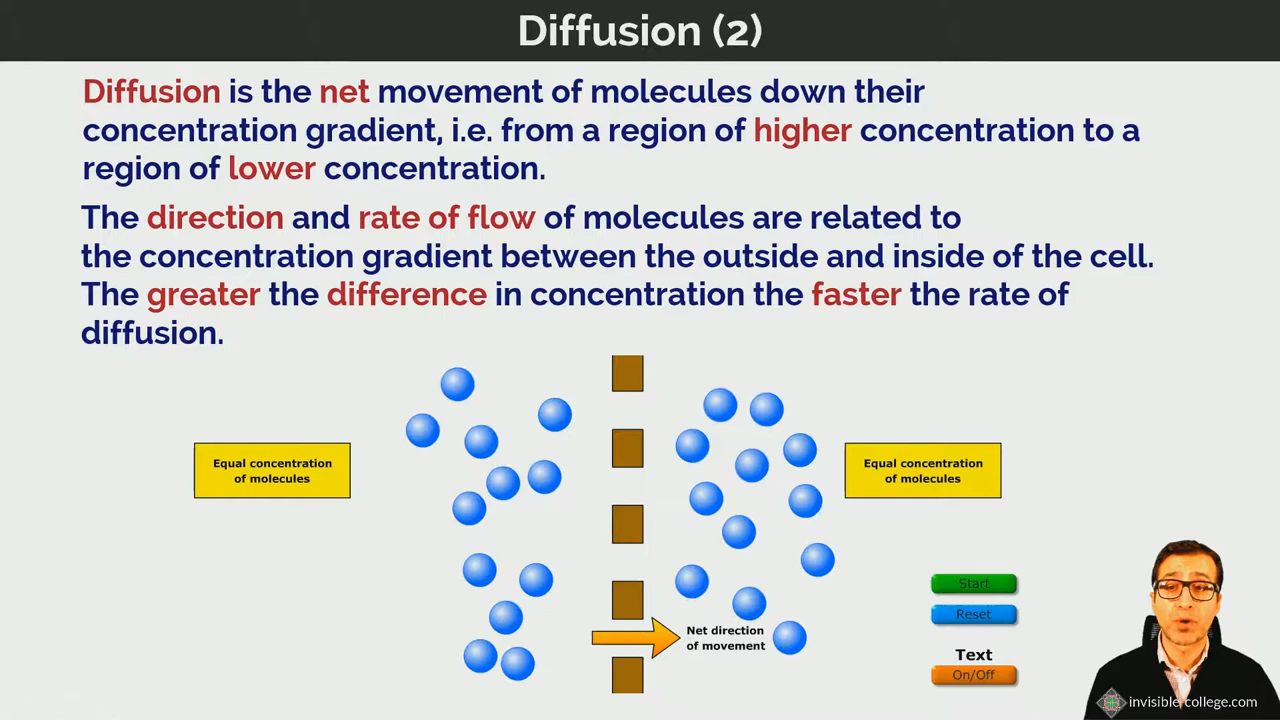 Diffusion (2)
Diffusion is the net movement of molecules down their
concentration gradient, i.e. from a region of higher concentration to a
region of lower concentration.
The direction and rate of flow of molecules are related to
the concentration gradient between the outside and inside of the cell.
The greater the difference in concentration the faster the rate of
diffusion.
Equal concentration
of molecules
Equal concentration
of molecules
Net direction
of movement
Start
Reset
Text
On/Off
invisible-college.com